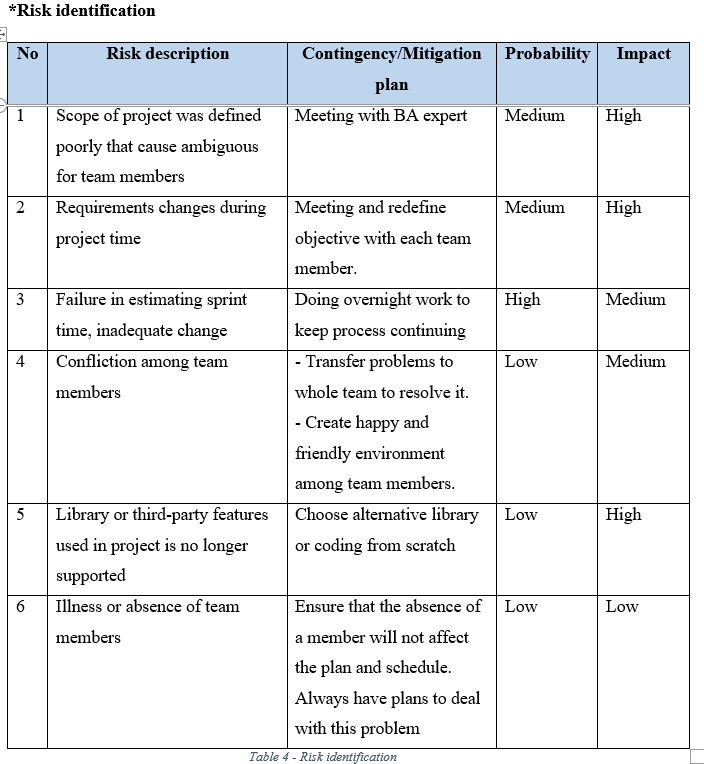 *Risk identification
No Risk description Contingency/Mitigation plan Probability Impact
1 Scope of project was defined Meeting with BA expert Medium High
poorly that cause ambiguous
for team members
2 Requirements changes during Meeting and redefine Medium High
project time objective with each team
member.
3 Failure in estimating sprint Doing overnight work to High Medium
time, inadequate change keep process continuing
4 Confliction among team - Transfer problems to Low Medium
members whole team to resolve it.
- Create happy and
friendly environment
among team members.
5 Library or third-party features Choose alternative library Low High
used in project is no longer or coding from scratch
supported
6 Illness or absence of team Ensure that the absence of Low Low
members a member will not affect
the plan and schedule.
Always have plans to deal
with this problem
Table 4 - Risk identification